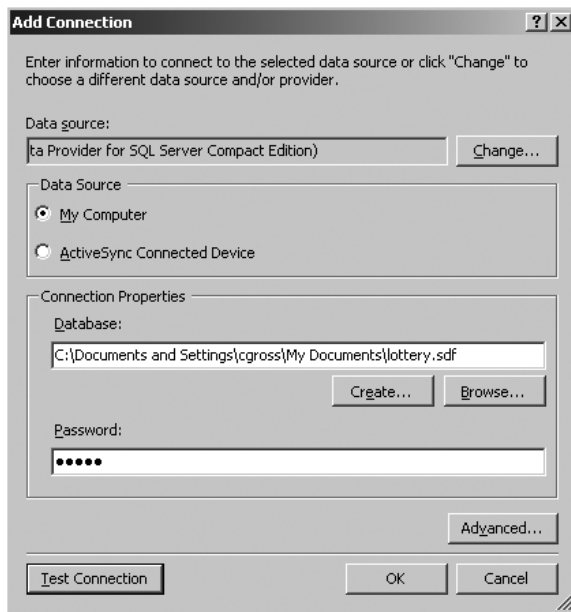 Add Connection
Enter information to connect to the selected data source or click "Change" to
choose a different data source and/or provider.
Data source:
ta Provider for SQL Server Compact Edition)
Change...
Data Source
My Computer
ActiveSync Connected Device
Connection Properties
Database:
C:\Documents and Settings\cgross\My Documents\lottery.sdf
Create...
Browse...
Password:
•••••
Advanced...
Test Connection
OK
Cancel